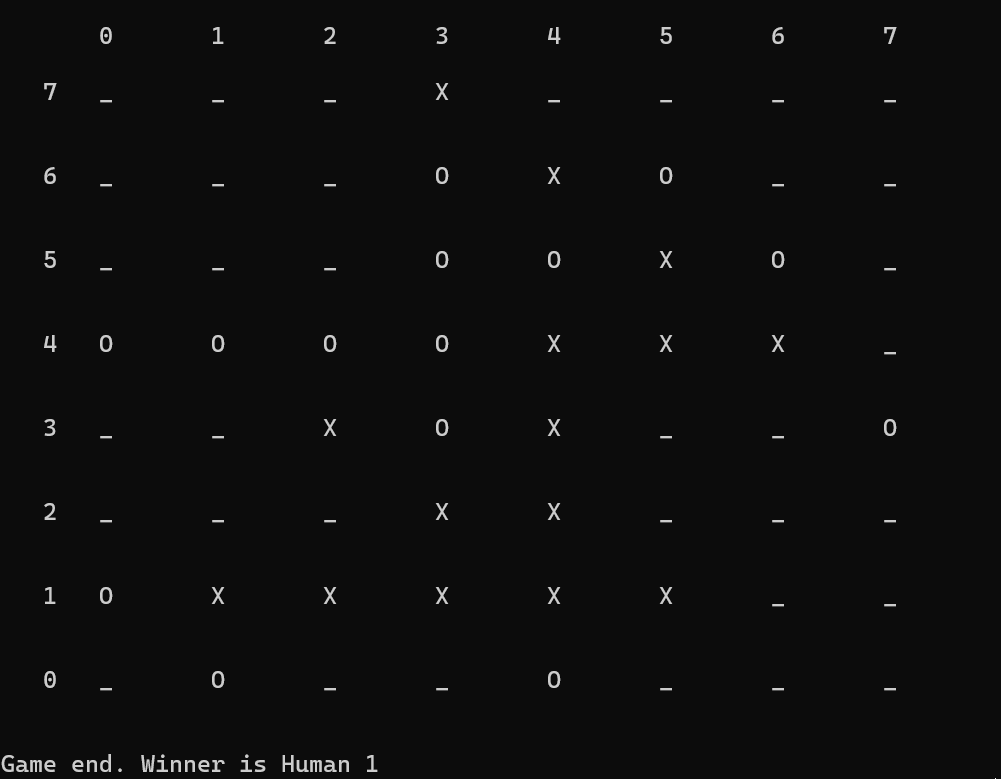 0 1 2 3 4 5 6 7
7 _ _ _ X _ _ _ _
6 _ _ _ O X O _ _
5 _ _ _ O O X O _
4 O O O O X X X _
3 _ _ X O X _ _ O
2 _ _ _ X X _ _ _
1 O X X X X X _ _
0 _ O _ _ O _ _ _
Game end. Winner is Human 1